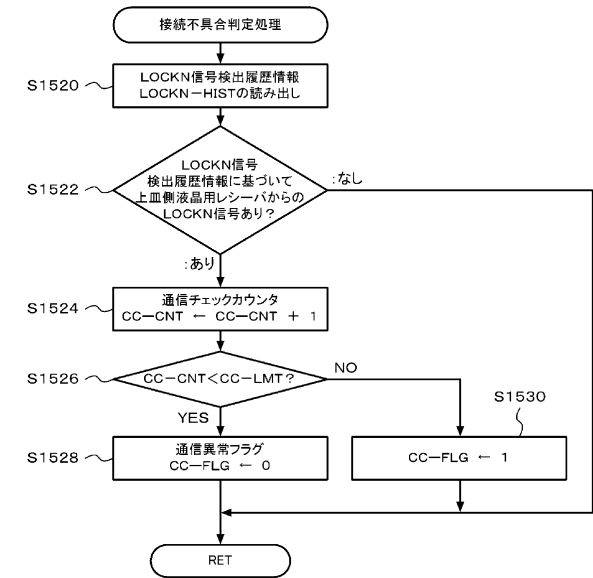 接続不具合判定処理
S1520
LOCKN信号検出履歴情報
LOCKN－HISTの読み出し
S1522
LOCKN信号
検出履歴情報に基づいて
上皿側液晶用レシーバからの
LOCKN信号あり？
：なし
：あり
S1524
通信チェックカウンタ
CC－CNT ← CC－CNT ＋ 1
S1526
CC－CNT＜CC－LMT？
NO
YES
S1530
S1528
通信異常フラグ
CC－FLG ← 0
CC－FLG ← 1
RET